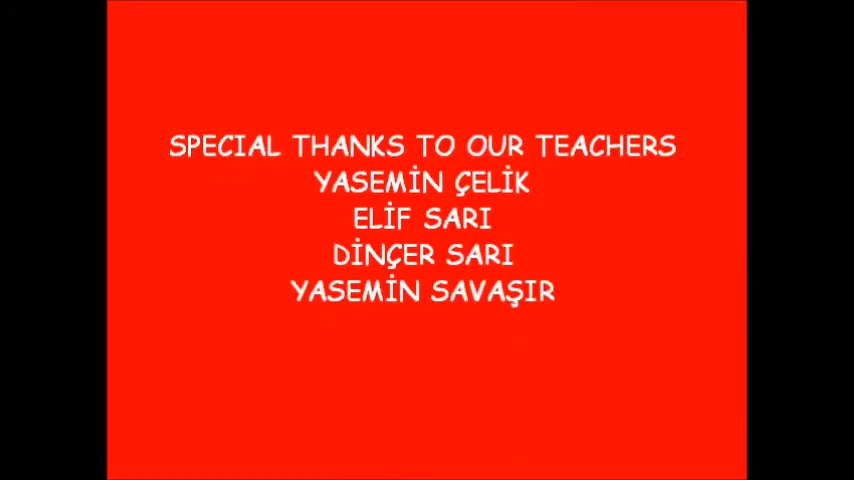 SPECIAL THANKS TO OUR TEACHERS
YASEMİN ÇELİK
ELİF SARI
DİNÇER SARI
YASEMİN SAVAŞIR